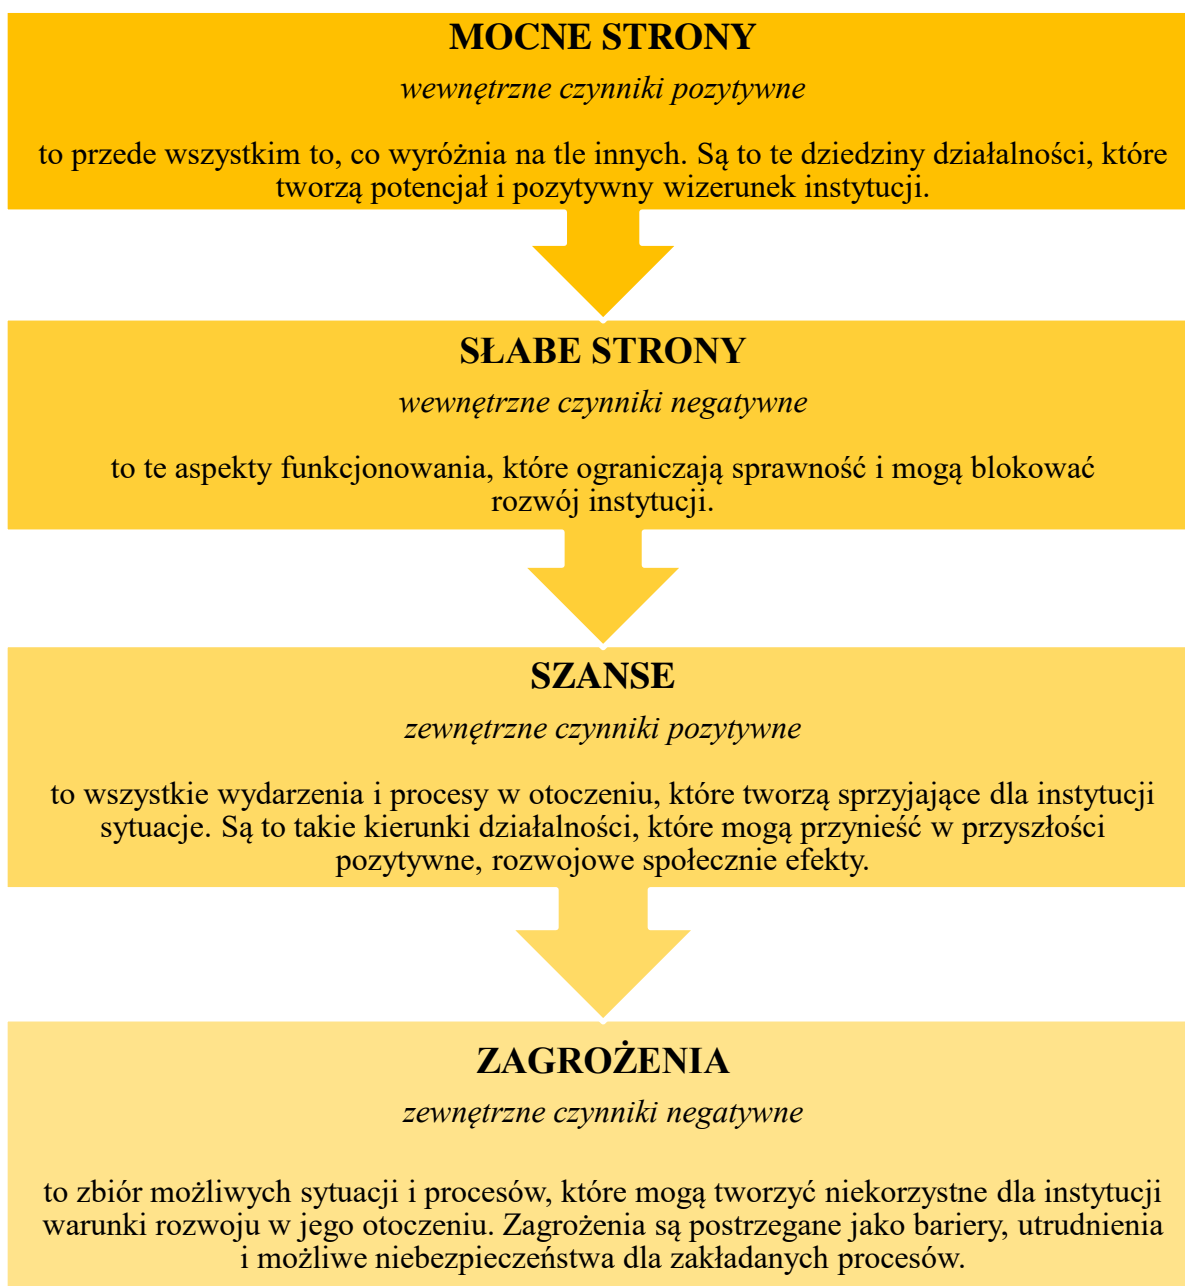 MOCNE STRONY
wewnętrzne czynniki pozytywne
to przede wszystkim to, co wyróżnia na tle innych. Są to te dziedziny działalności, które
tworzą potencjał i pozytywny wizerunek instytucji.
SŁABE STRONY
wewnętrzne czynniki negatywne
to te aspekty funkcjonowania, które ograniczają sprawność i mogą blokować
rozwój instytucji.
SZANSE
zewnętrzne czynniki pozytywne
to wszystkie wydarzenia i procesy w otoczeniu, które tworzą sprzyjające dla instytucji
sytuacje. Są to takie kierunki działalności, które mogą przynieść w przyszłości
pozytywne, rozwojowe społecznie efekty.
ZAGROŻENIA
zewnętrzne czynniki negatywne
to zbiór możliwych sytuacji i procesów, które mogą tworzyć niekorzystne dla instytucji
warunki rozwoju w jego otoczeniu. Zagrożenia są postrzegane jako bariery, utrudnienia
i możliwe niebezpieczeństwa dla zakładanych procesów.